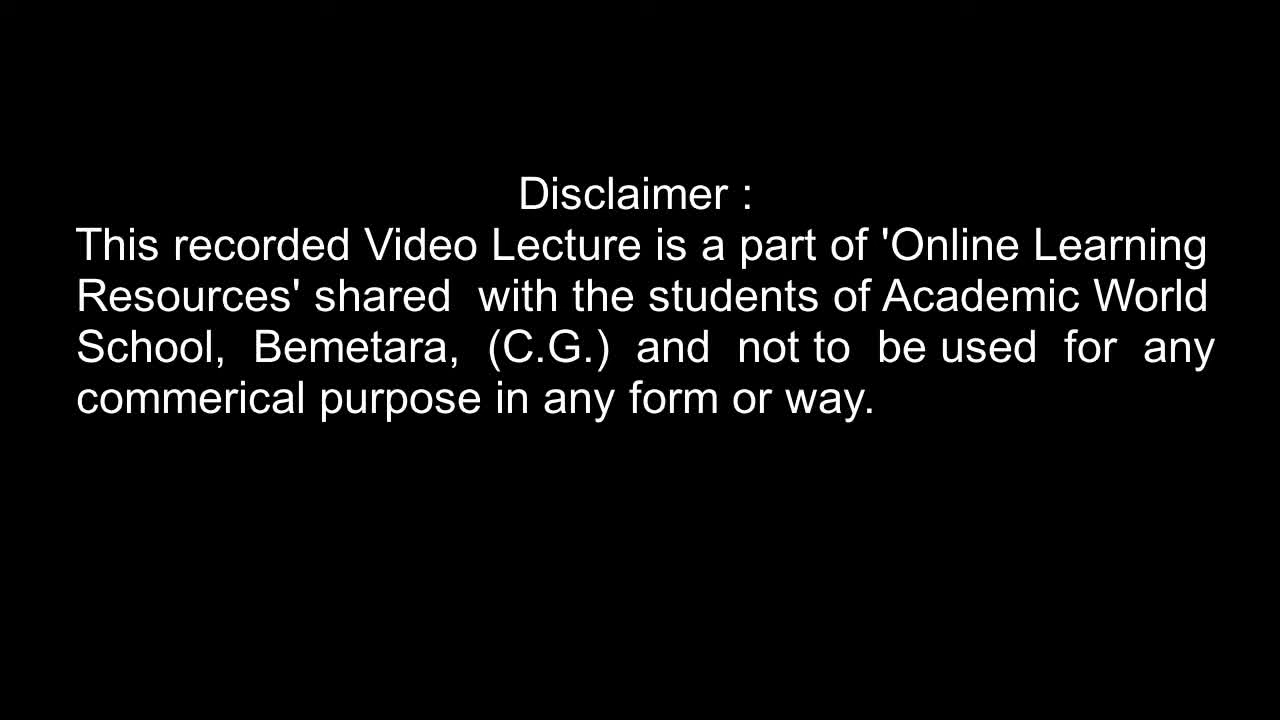 Disclaimer :
This recorded Video Lecture is a part of 'Online Learning
Resources' shared with the students of Academic World
School, Bemetara, (C.G.) and not to be used for any
commerical purpose in any form or way.